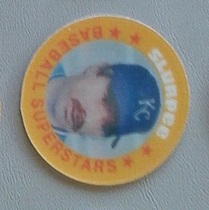 SLURPEE
KC
★ BASEBALL SUPERSTARS ★